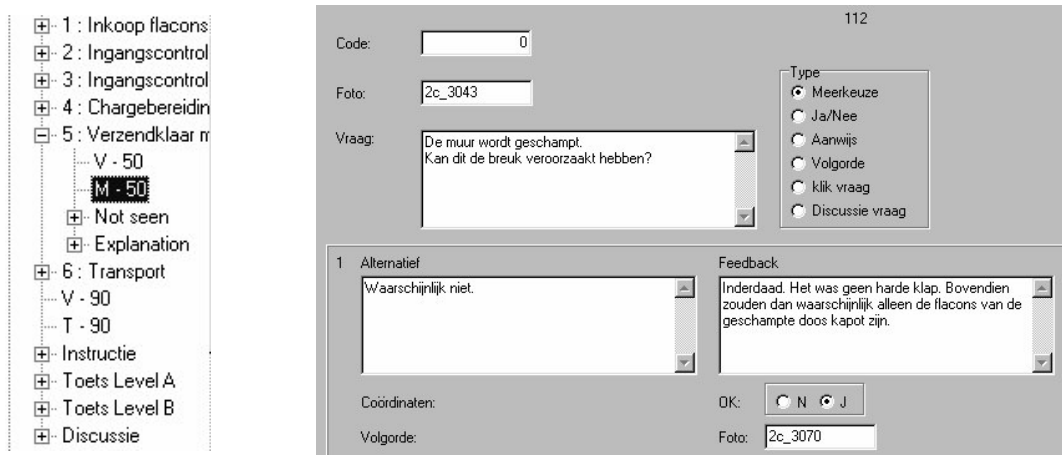 1 : Inkoop flacons
2 : Ingangscontrol
3 : Ingangscontrol
4 : Chargebereidin
5 : Verzendklaar m
V - 50
M - 50
Not seen
Explanation
6 : Transport
V - 90
T - 90
Instructie
Toets Level A
Toets Level B
Discussie
112
Code: 0
Foto: 2c_3043
Vraag: De muur wordt geschampt.
Kan dit de breuk veroorzaakt hebben?
Type
Meerkeuze
Ja/Nee
Aanwijs
Volgorde
klik vraag
Discussie vraag
1 Alternatief
Waarschijnlijk niet.
Feedback
Inderdaad. Het was geen harde klap. Bovendien
zouden dan waarschijnlijk alleen de flacons van de
geschampte doos kapot zijn.
Coördinaten:
OK: N J
Volgorde:
Foto: 2c_3070